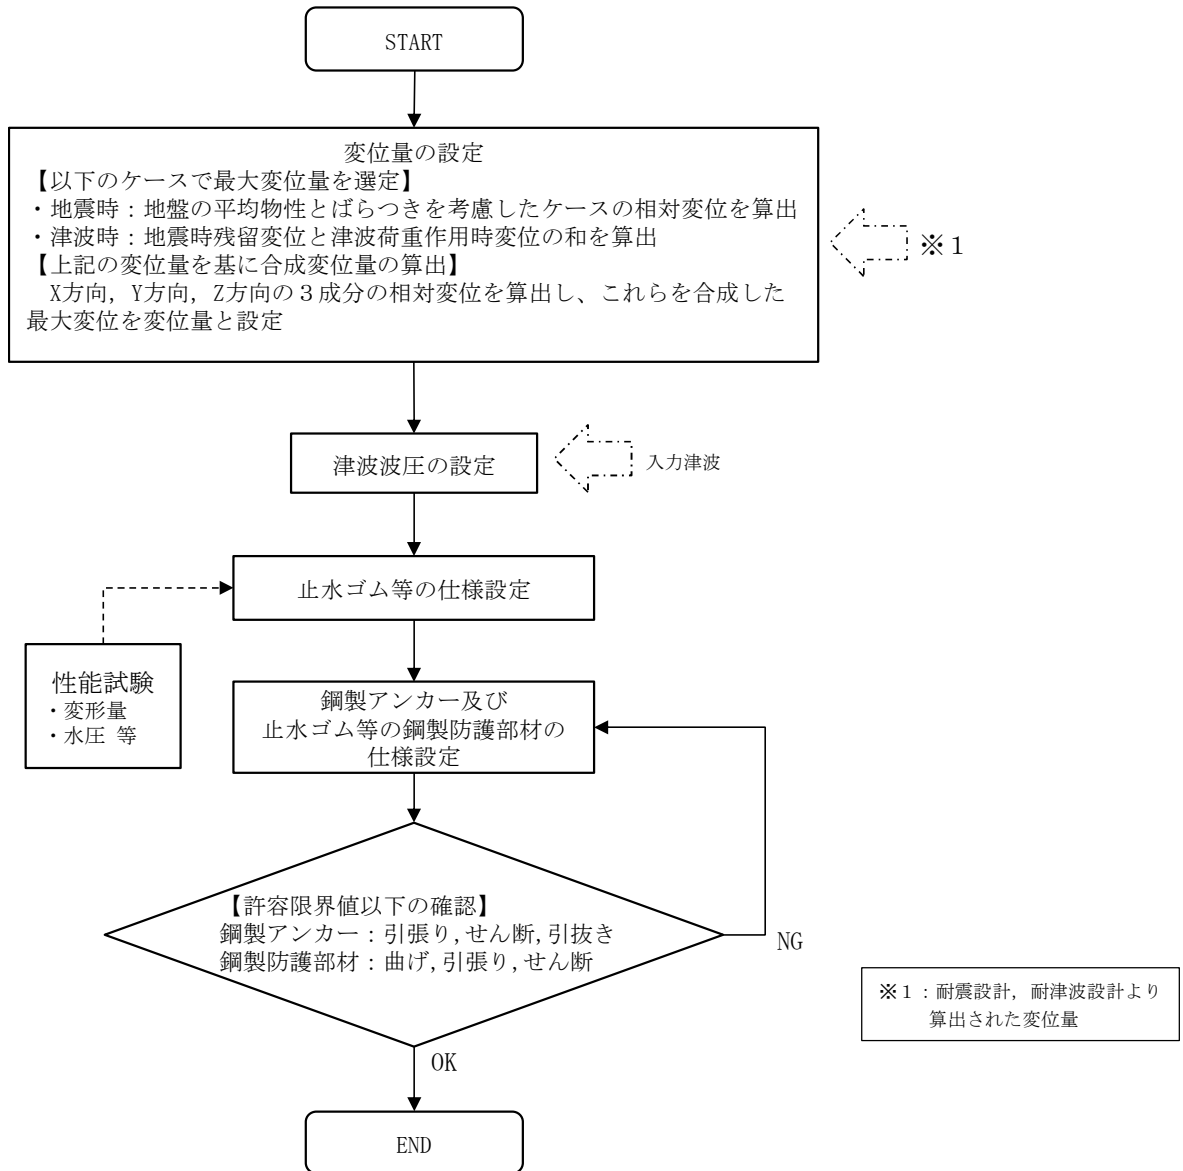 START
変位量の設定
【以下のケースで最大変位量を選定】
・地震時：地盤の平均物性とばらつきを考慮したケースの相対変位を算出
・津波時：地震時残留変位と津波荷重作用時変位の和を算出
【上記の変位量を基に合成変位量の算出】
X方向，Y方向，Z方向の３成分の相対変位を算出し、これらを合成した
最大変位を変位量と設定
※１
津波波圧の設定
入力津波
止水ゴム等の仕様設定
性能試験
・変形量
・水圧 等
鋼製アンカー及び
止水ゴム等の鋼製防護部材の
仕様設定
【許容限界値以下の確認】
鋼製アンカー：引張り,せん断,引抜き
鋼製防護部材：曲げ,引張り,せん断
NG
OK
※１：耐震設計，耐津波設計より
算出された変位量
END